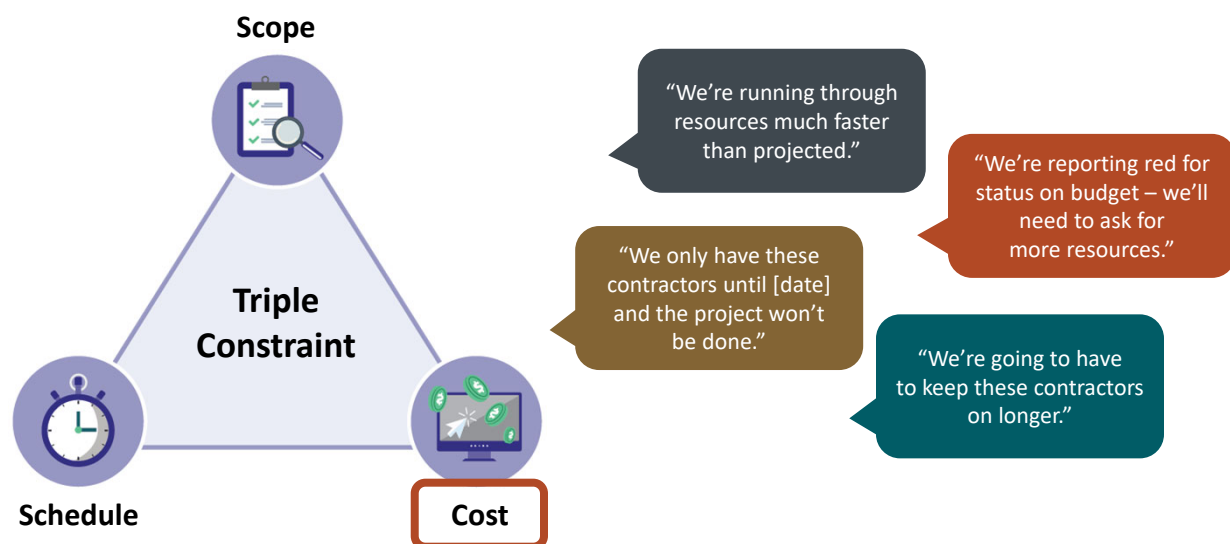 Scope
Triple
Constraint
Schedule
Cost
“We’re running through
resources much faster
than projected.”
“We’re reporting red for
status on budget – we’ll
need to ask for
more resources.”
“We only have these
contractors until [date]
and the project won’t
be done.”
“We’re going to have
to keep these contractors
on longer.”